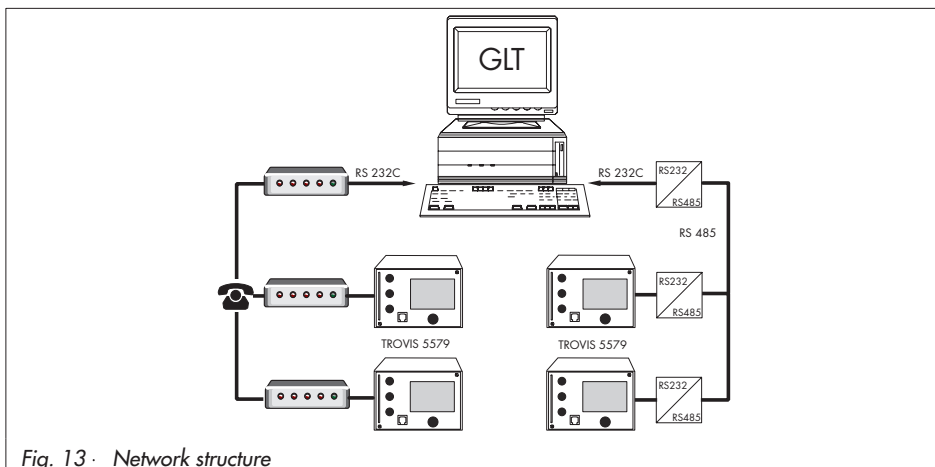 GLT
RS 232C
RS 232C
RS232
RS485
RS 485
RS232
RS485
TROVIS 5579
TROVIS 5579
RS232
RS485
Fig. 13 · Network structure